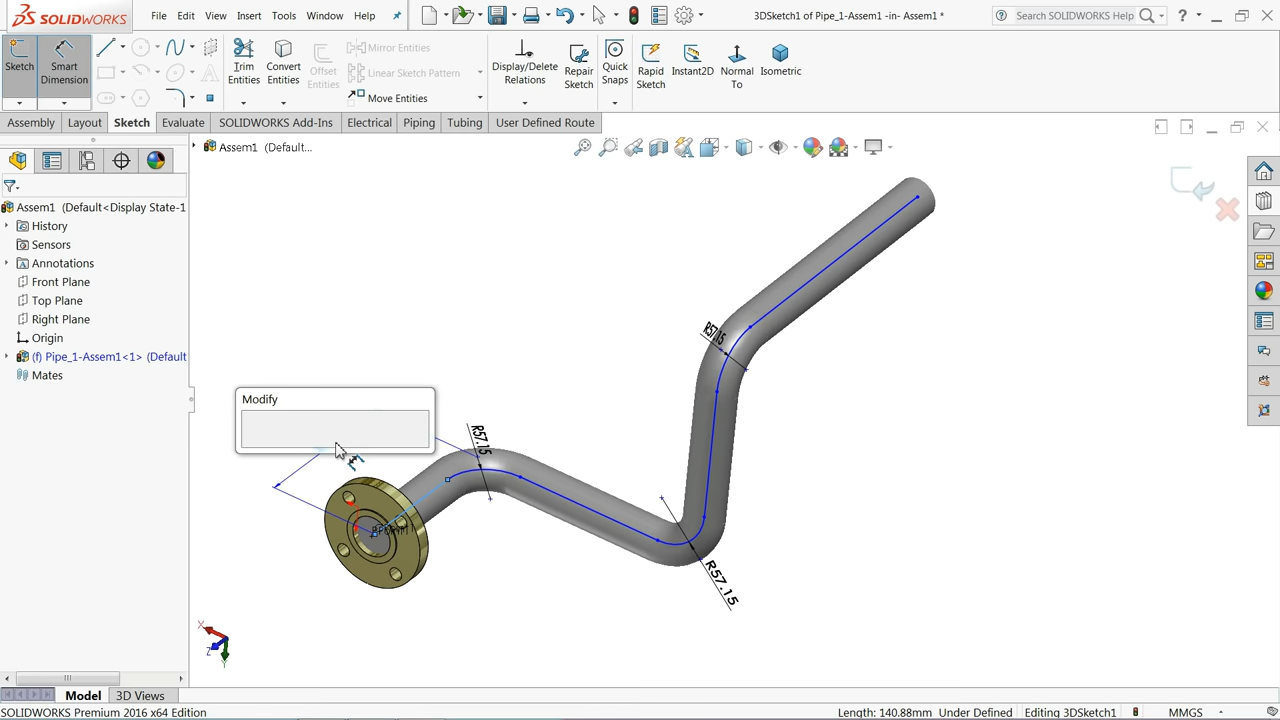 SOLIDWORKS File Edit View Insert Tools Window Help 3DSketch1 of Pipe_1-Assem1 -in- Assem1 * Search SOLIDWORKS Help ?
Sketch Smart Dimension Trim Entities Convert Entities Offset Entities Mirror Entities Linear Sketch Pattern Move Entities Display/Delete Relations Repair Sketch Quick Snaps Rapid Sketch Instant2D Normal To Isometric
Assembly Layout Sketch Evaluate SOLIDWORKS Add-Ins Electrical Piping Tubing User Defined Route
Assem1 (Default...
Assem1 (Default<Display State-1
History
Sensors
Annotations
Front Plane
Top Plane
Right Plane
Origin
(f) Pipe_1-Assem1<1> (Default
Mates
Modify
R57.15
R57.15
R57.15
X
Z
Y
Model 3D Views
SOLIDWORKS Premium 2016 x64 Edition Length: 140.88mm Under Defined Editing 3DSketch1 MMGS